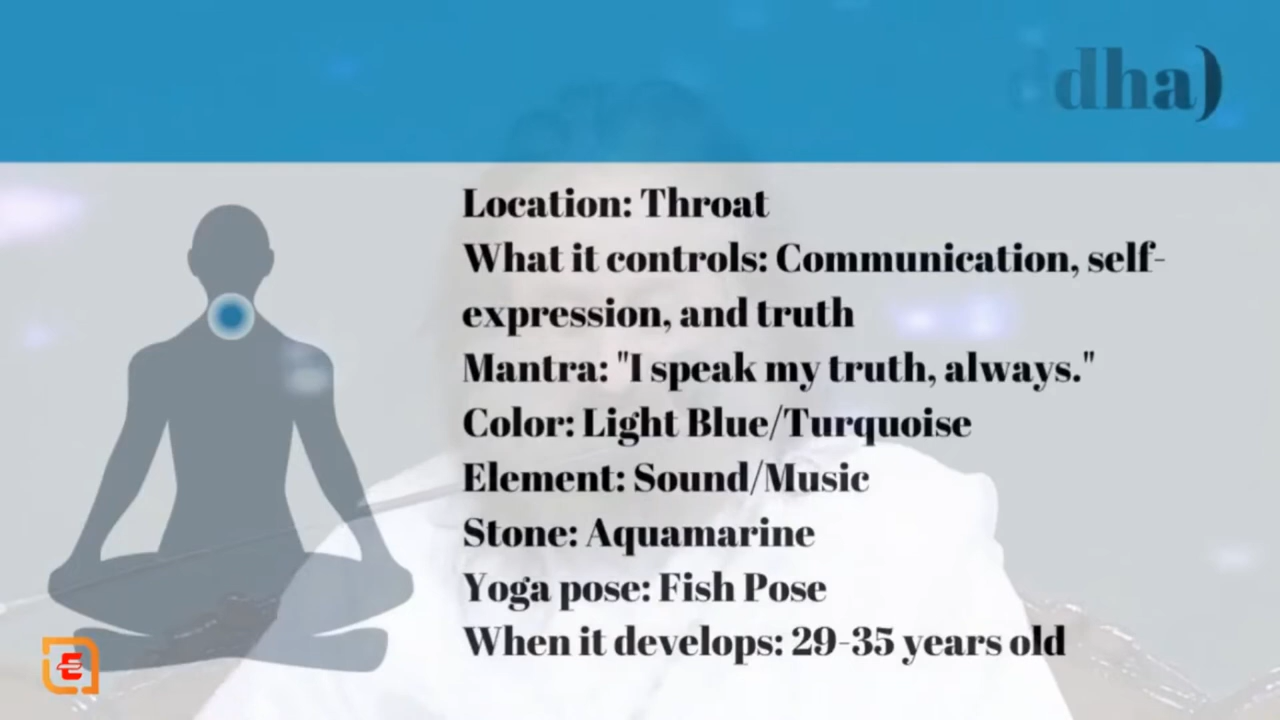 dha)
Location: Throat
What it controls: Communication, self-
expression, and truth
Mantra: "I speak my truth, always."
Color: Light Blue/Turquoise
Element: Sound/Music
Stone: Aquamarine
Yoga pose: Fish Pose
When it develops: 29-35 years old
E